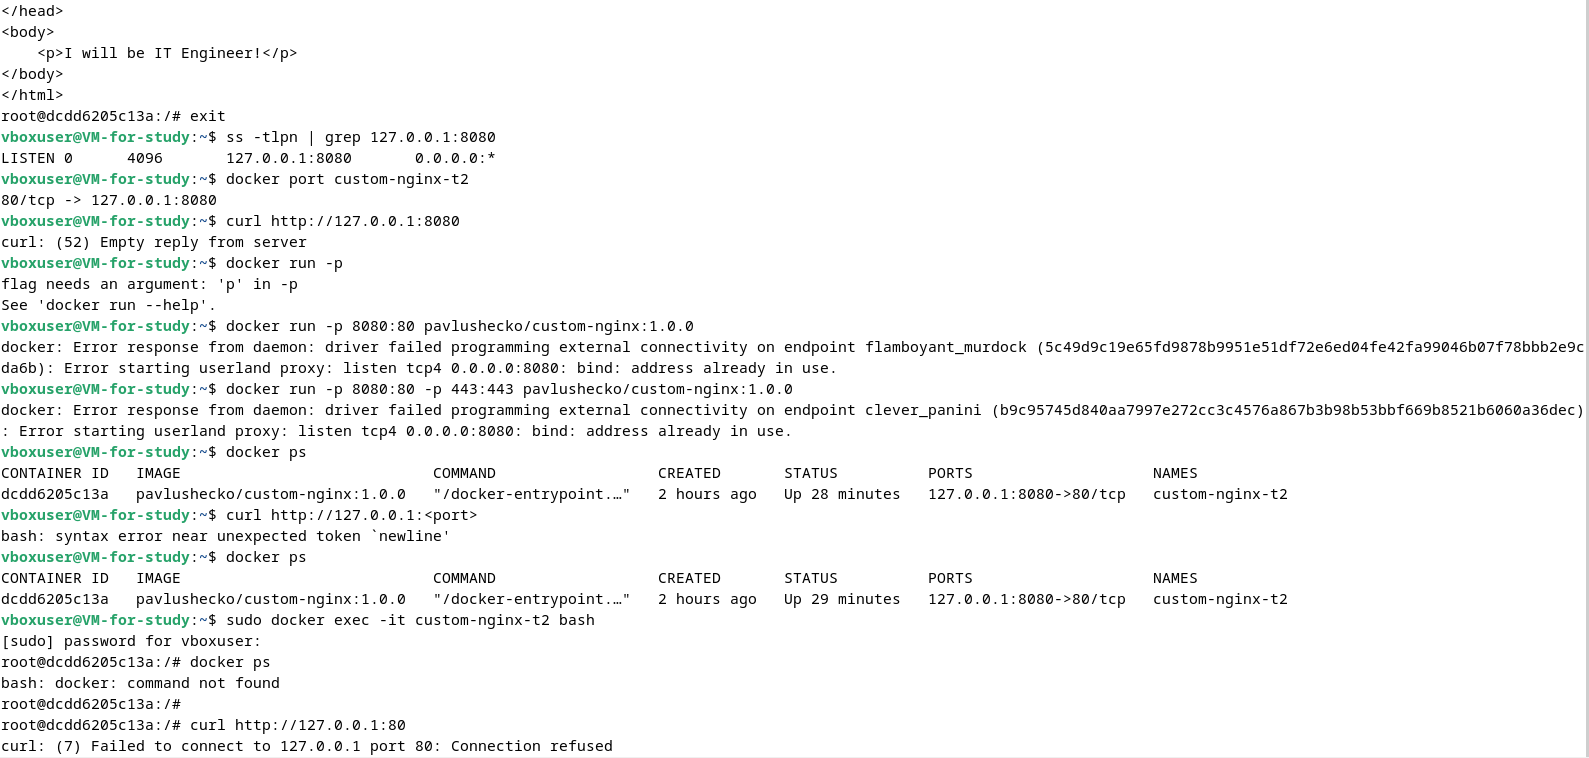 </head>
<body>
    <p>I will be IT Engineer!</p>
</body>
</html>
root@dcdd6205c13a:/# exit
vboxuser@VM-for-study:~$ ss -tlpn | grep 127.0.0.1:8080
LISTEN 0      4096       127.0.0.1:8080       0.0.0.0:*
vboxuser@VM-for-study:~$ docker port custom-nginx-t2
80/tcp -> 127.0.0.1:8080
vboxuser@VM-for-study:~$ curl http://127.0.0.1:8080
curl: (52) Empty reply from server
vboxuser@VM-for-study:~$ docker run -p
flag needs an argument: 'p' in -p
See 'docker run --help'.
vboxuser@VM-for-study:~$ docker run -p 8080:80 pavlushecko/custom-nginx:1.0.0
docker: Error response from daemon: driver failed programming external connectivity on endpoint flamboyant_murdock (5c49d9c19e65fd9878b9951e51df72e6ed04fe42fa99046b07f78bbb2e9c
da6b): Error starting userland proxy: listen tcp4 0.0.0.0:8080: bind: address already in use.
vboxuser@VM-for-study:~$ docker run -p 8080:80 -p 443:443 pavlushecko/custom-nginx:1.0.0
docker: Error response from daemon: driver failed programming external connectivity on endpoint clever_panini (b9c95745d840aa7997e272cc3c4576a867b3b98b53bbf669b8521b6060a36dec)
: Error starting userland proxy: listen tcp4 0.0.0.0:8080: bind: address already in use.
vboxuser@VM-for-study:~$ docker ps
CONTAINER ID   IMAGE                            COMMAND                  CREATED       STATUS          PORTS                    NAMES
dcdd6205c13a   pavlushecko/custom-nginx:1.0.0   "/docker-entrypoint.…"   2 hours ago   Up 28 minutes   127.0.0.1:8080->80/tcp   custom-nginx-t2
vboxuser@VM-for-study:~$ curl http://127.0.0.1:<port>
bash: syntax error near unexpected token `newline'
vboxuser@VM-for-study:~$ docker ps
CONTAINER ID   IMAGE                            COMMAND                  CREATED       STATUS          PORTS                    NAMES
dcdd6205c13a   pavlushecko/custom-nginx:1.0.0   "/docker-entrypoint.…"   2 hours ago   Up 29 minutes   127.0.0.1:8080->80/tcp   custom-nginx-t2
vboxuser@VM-for-study:~$ sudo docker exec -it custom-nginx-t2 bash
[sudo] password for vboxuser:
root@dcdd6205c13a:/# docker ps
bash: docker: command not found
root@dcdd6205c13a:/#
root@dcdd6205c13a:/# curl http://127.0.0.1:80
curl: (7) Failed to connect to 127.0.0.1 port 80: Connection refused